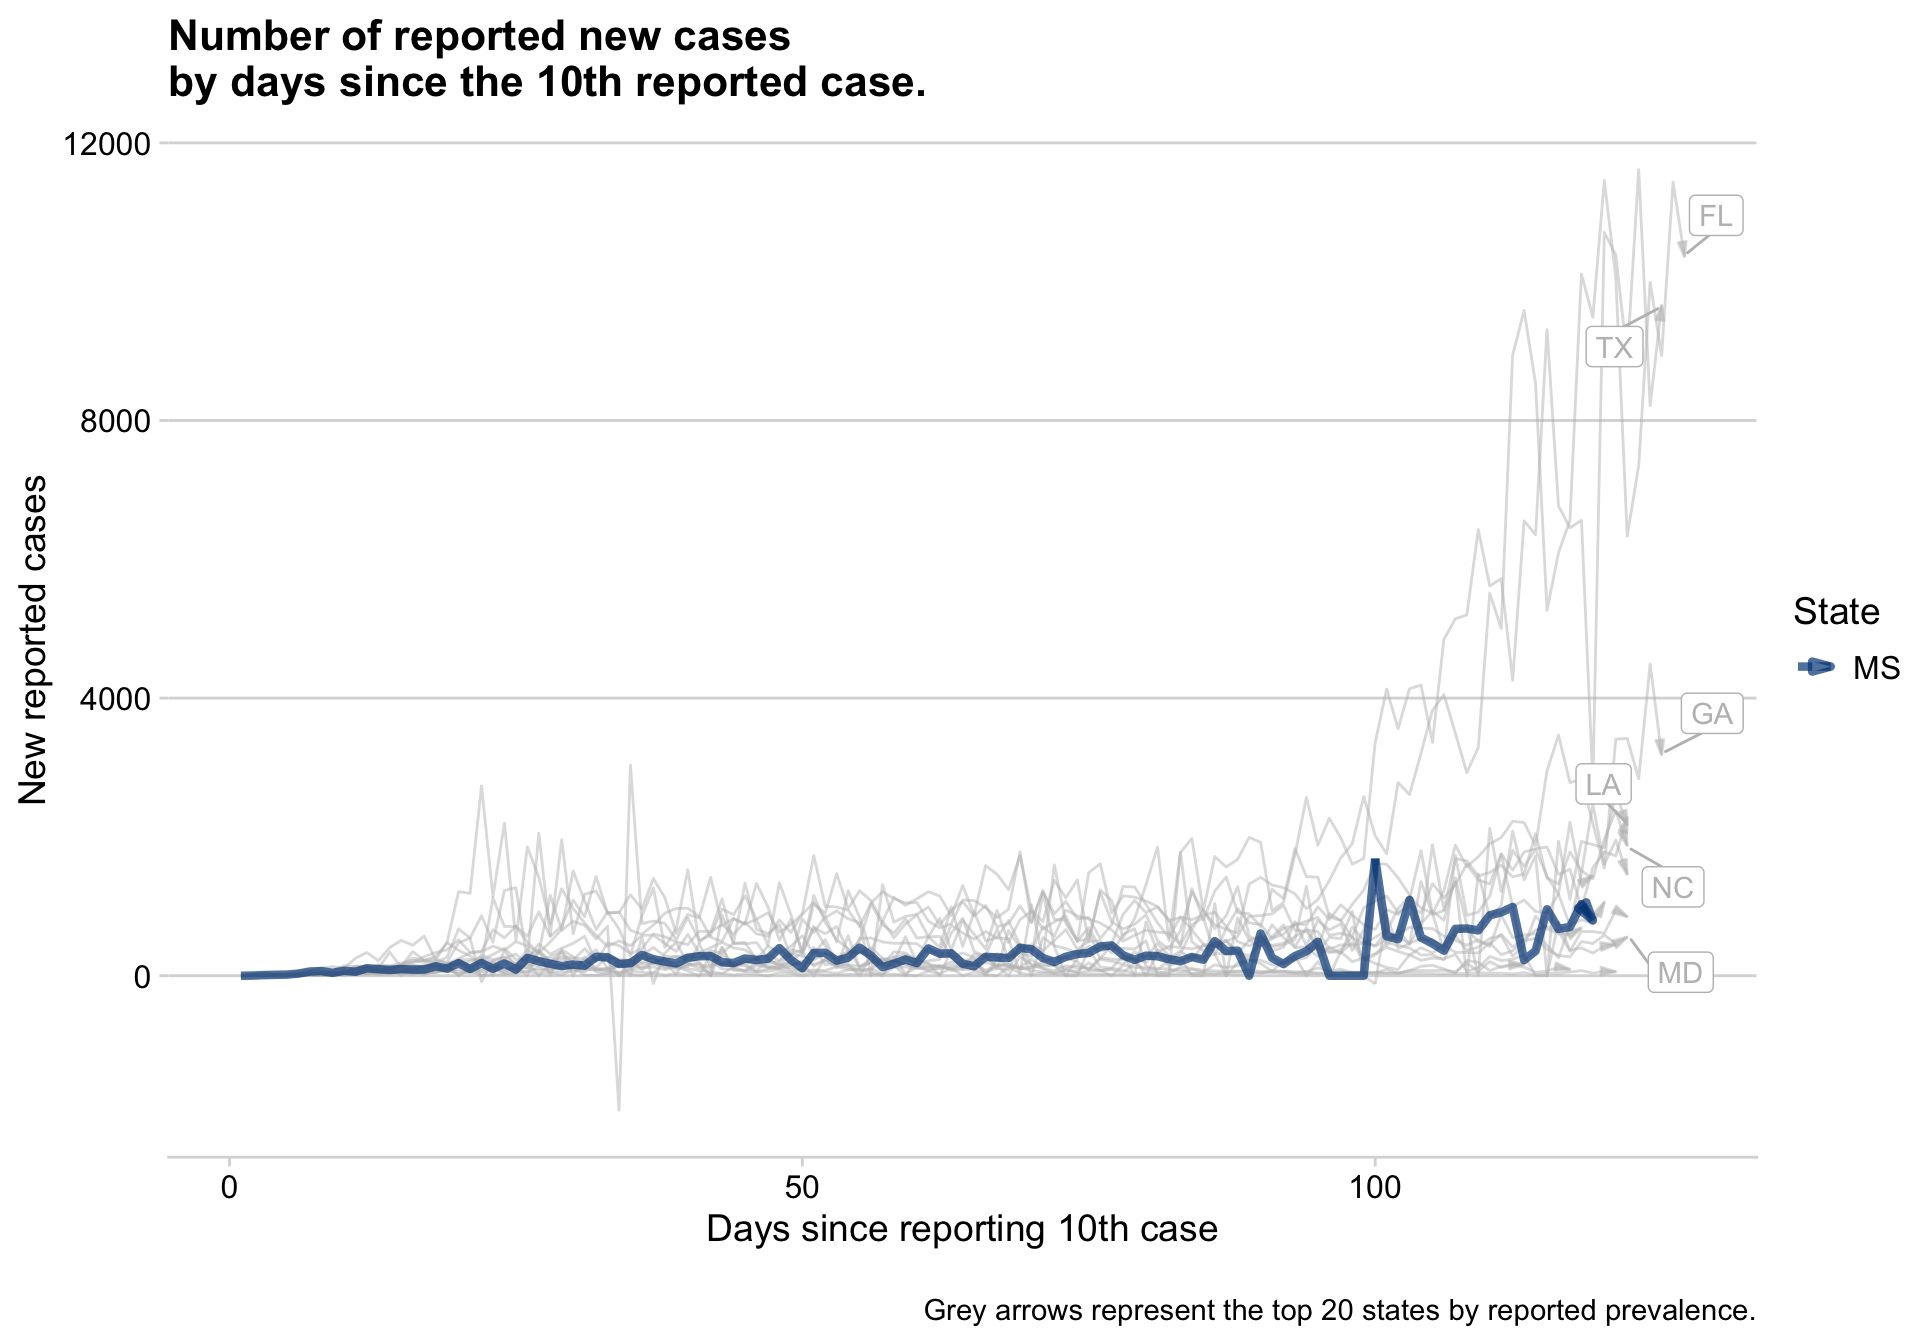 Number of reported new cases
by days since the 10th reported case.
12000
8000
4000
0
New reported cases
FL
TX
GA
LA
NC
MD
State
MS
0
50
100
Days since reporting 10th case
Grey arrows represent the top 20 states by reported prevalence.